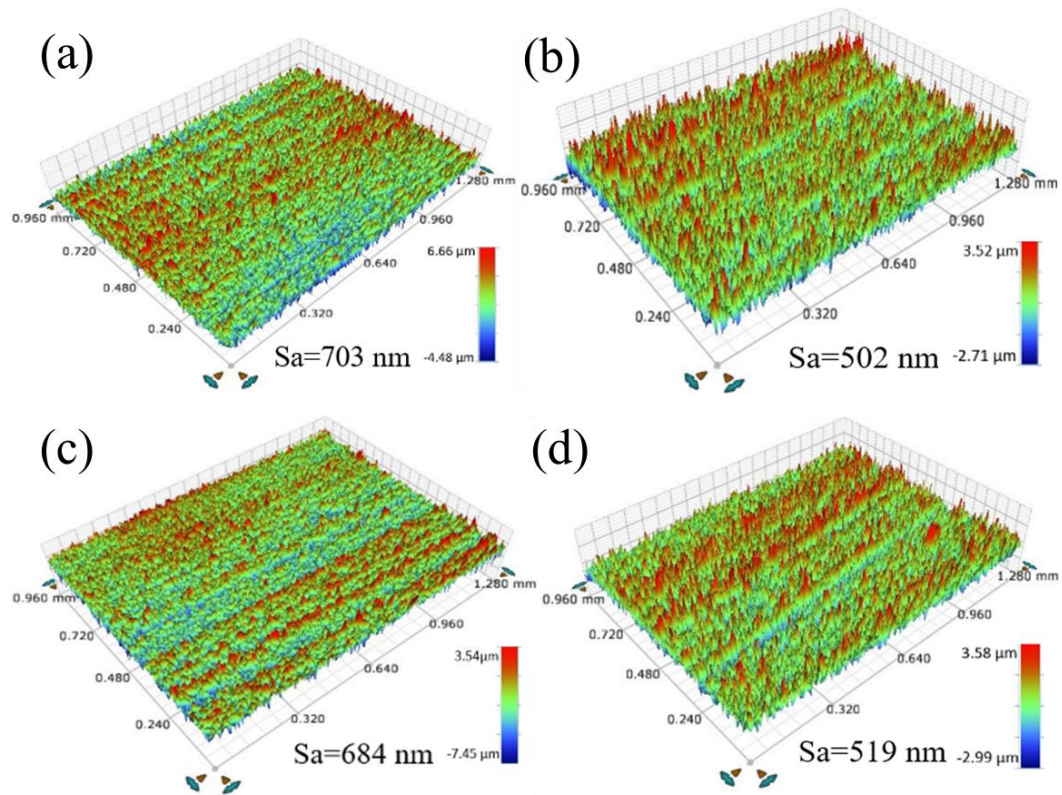 (a)
0.960 mm
0.720
0.480
0.240
0.320
0.640
0.960
1.280 mm
6.66 µm
-4.48 µm
Sa=703 nm
(b)
0.960 mm
0.720
0.480
0.240
0.320
0.640
0.960
1.280 mm
3.52 µm
-2.71 µm
Sa=502 nm
(c)
0.960 mm
0.720
0.480
0.240
0.320
0.640
0.960
1.280 mm
3.54µm
-7.45 µm
Sa=684 nm
(d)
0.960 mm
0.720
0.480
0.240
0.320
0.640
0.960
1.280 mm
3.58 µm
-2.99 µm
Sa=519 nm